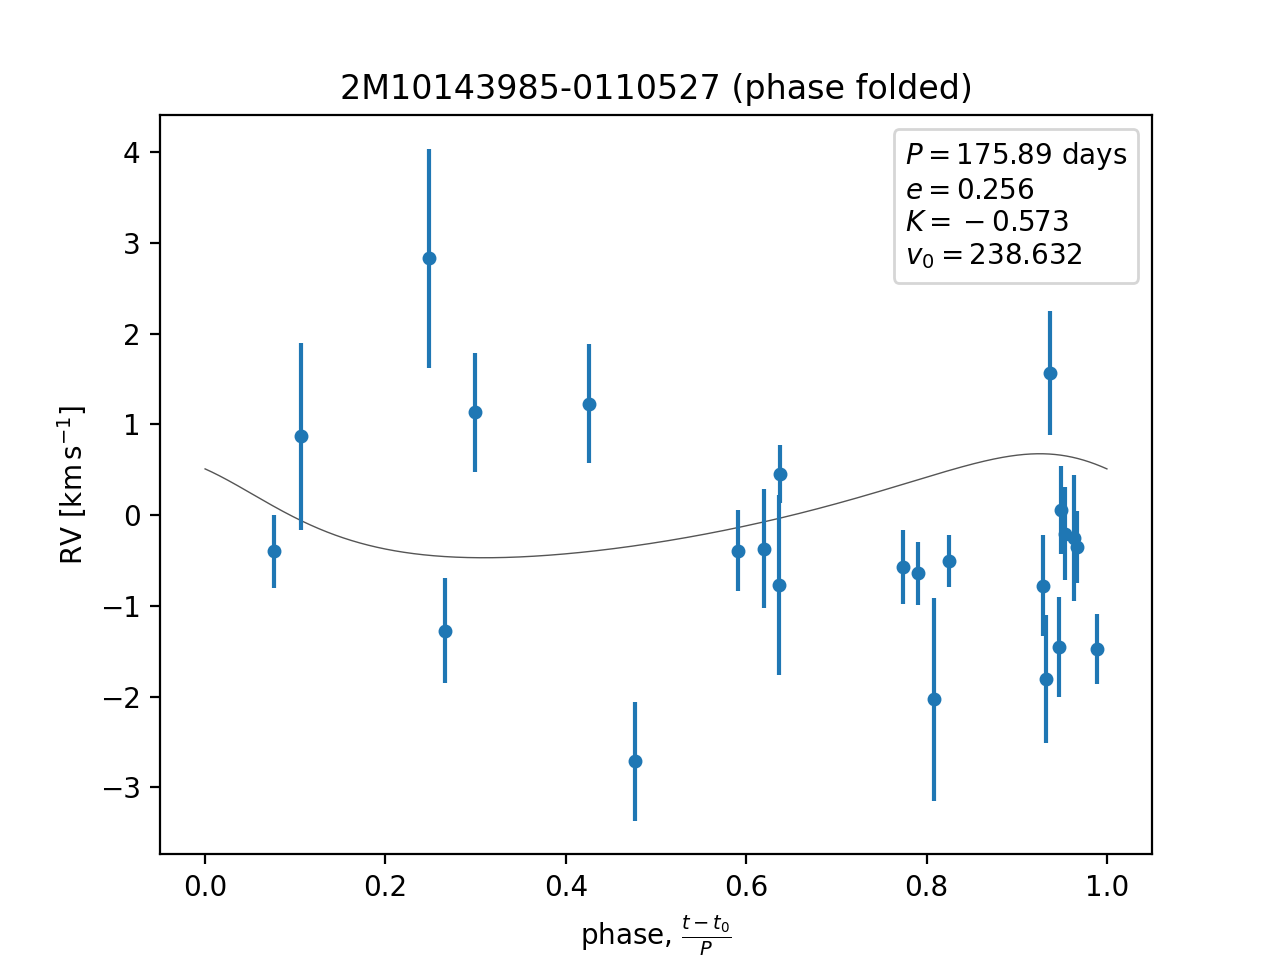 2M10143985-0110527 (phase folded)
P = 175.89 days
e = 0.256
K = −0.573
v₀ = 238.632
RV [km s⁻¹]
4
3
2
1
0
−1
−2
−3
0.0 0.2 0.4 0.6 0.8 1.0
phase, (t − t₀)/P